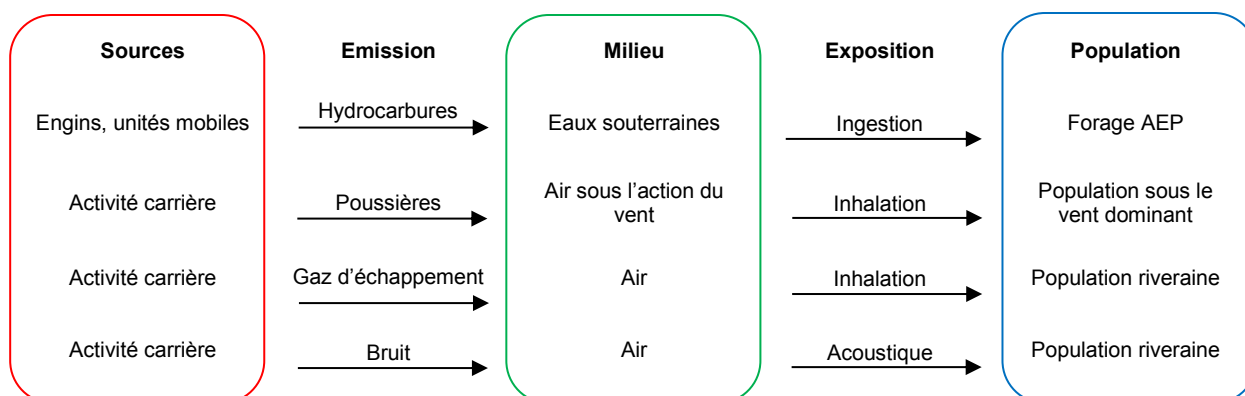 Sources Emission Milieu Exposition Population
Engins, unités mobiles Hydrocarbures Eaux souterraines Ingestion Forage AEP
Activité carrière Poussières Air sous l’action du vent Inhalation Population sous le vent dominant
Activité carrière Gaz d’échappement Air Inhalation Population riveraine
Activité carrière Bruit Air Acoustique Population riveraine